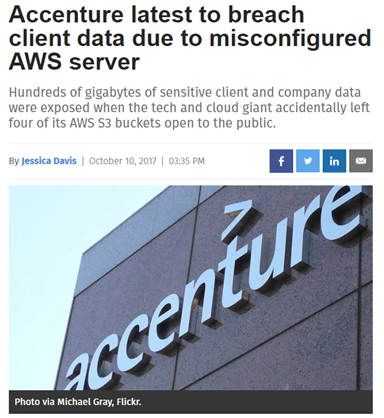 Accenture latest to breach
client data due to misconfigured
AWS server
Hundreds of gigabytes of sensitive client and company data
were exposed when the tech and cloud giant accidentally left
four of its AWS S3 buckets open to the public.
By Jessica Davis | October 10, 2017 | 03:35 PM
accenture
Photo via Michael Gray, Flickr.